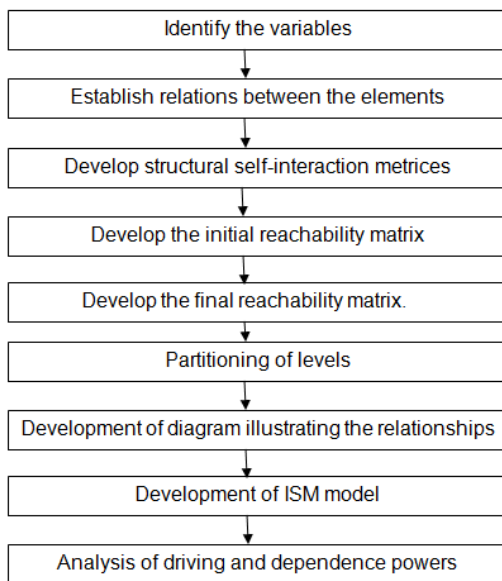 Identify the variables
Establish relations between the elements
Develop structural self-interaction metrices
Develop the initial reachability matrix
Develop the final reachability matrix.
Partitioning of levels
Development of diagram illustrating the relationships
Development of ISM model
Analysis of driving and dependence powers